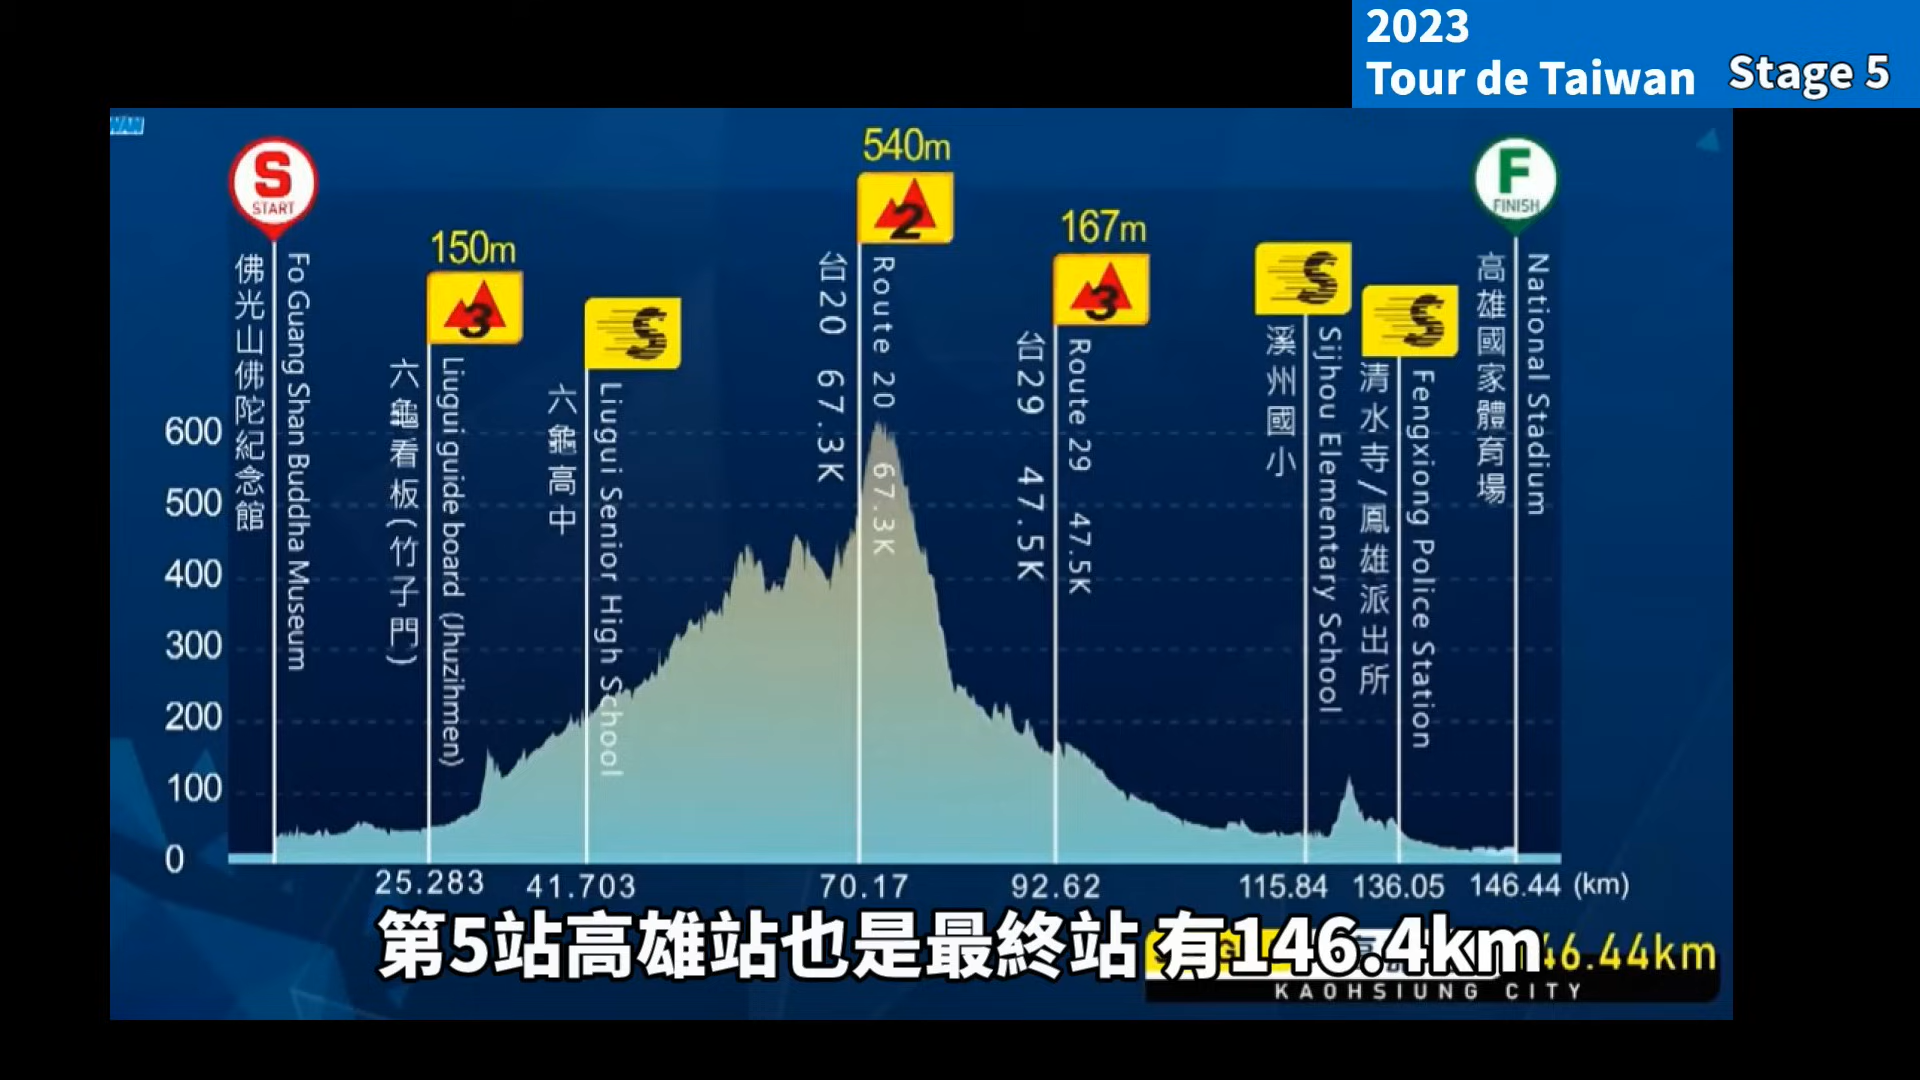 2023
Tour de Taiwan
Stage 5
WAN
S
START
佛光山佛陀紀念館
Fo Guang Shan Buddha Museum
150m
3
六龜看板(竹子門)
Liugui guide board (Jhuzihmen)
S
六龜高中
Liugui Senior High School
540m
2
台20 67.3K
Route 20 67.3K
167m
3
台29 47.5K
Route 29 47.5K
S
溪州國小
Sijhou Elementary School
S
清水寺/鳳雄派出所
Fengxiong Police Station
F
FINISH
高雄國家體育場
National Stadium
600
500
400
300
200
100
0
25.283 41.703 70.17 92.62 115.84 136.05 146.44 (km)
第5站高雄站也是最終站 有146.4km
46.44km
KAOHSIUNG CITY